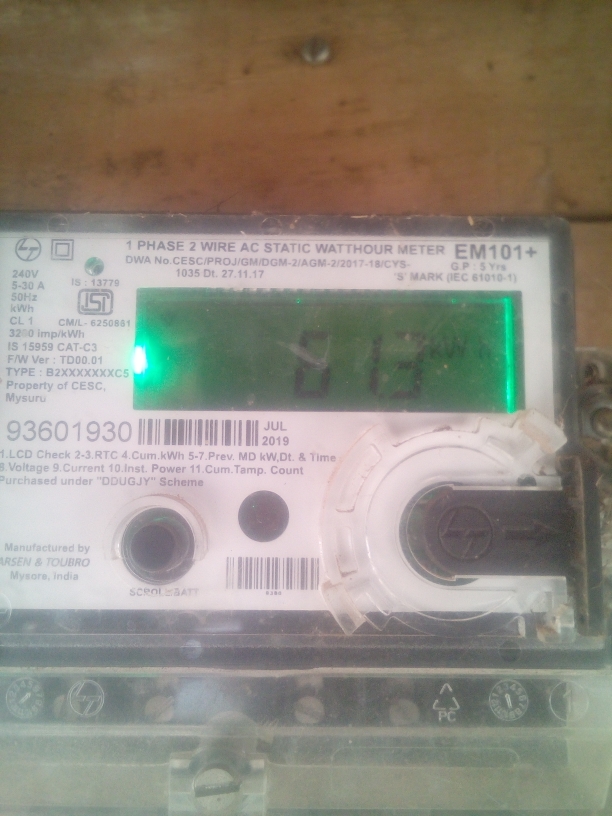 1 PHASE 2 WIRE AC STATIC WATTHOUR METER EM101+
DWA No.CESC/PROJ/GM/DGM-2/AGM-2/2017-18/CYS-
1035 Dt. 27.11.17
G.P : 5 Yrs
'S' MARK (IEC 61010-1)
240V
5-30 A
50Hz
kWh
CL 1
IS : 13779
ISI
CM/L- 6250881
imp/kWh
IS 15959 CAT-C3
F/W Ver : TD00.01
TYPE : B2XXXXXXXC5
Property of CESC,
Mysuru
613
93601930
JUL
2019
1.LCD Check 2-3.RTC 4.Cum.kWh 5-7.Prev. MD kW,Dt. & Time
8.Voltage 9.Current 10.Inst. Power 11.Cum.Tamp. Count
Purchased under "DDUGJY" Scheme
Manufactured by
ARSEN & TOUBRO
Mysore, India
PC